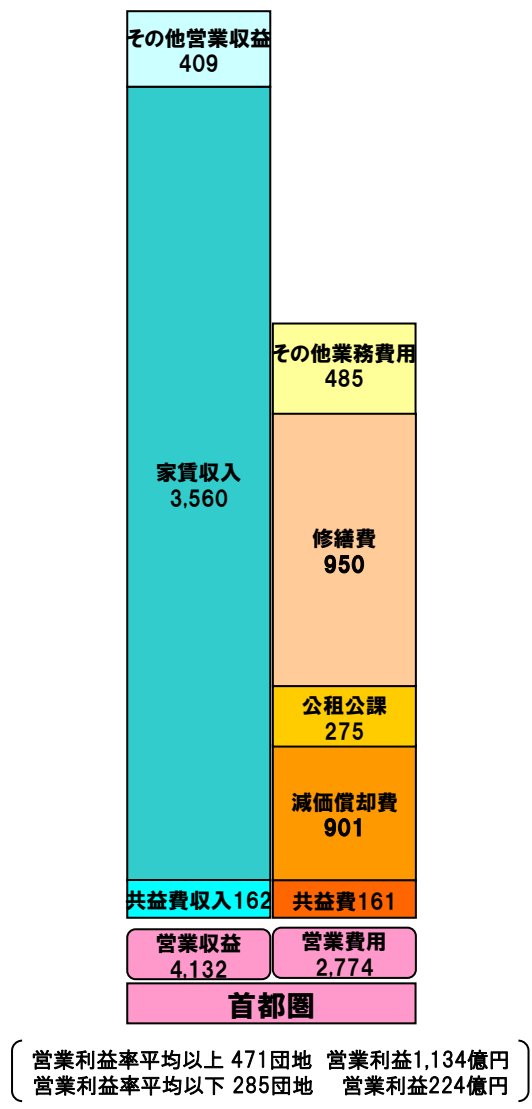 その他営業収益
409
家賃収入
3,560
共益費収入162
その他業務費用
485
修繕費
950
公租公課
275
減価償却費
901
共益費161
営業収益
4,132
営業費用
2,774
首都圏
営業利益率平均以上 471団地 営業利益1,134億円
営業利益率平均以下 285団地 営業利益224億円